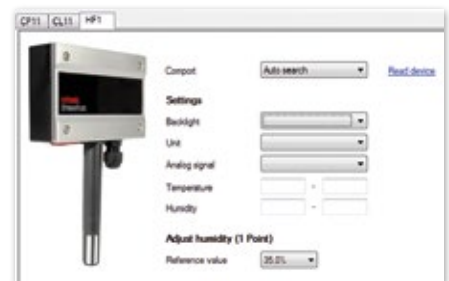 CP11 CL11 HF1
Comport Auto search Read device
Settings
Backlight
Unit
Analog signal
Temperature -
Humidity -
Adjust humidity (1 Point)
Reference value 35.0%